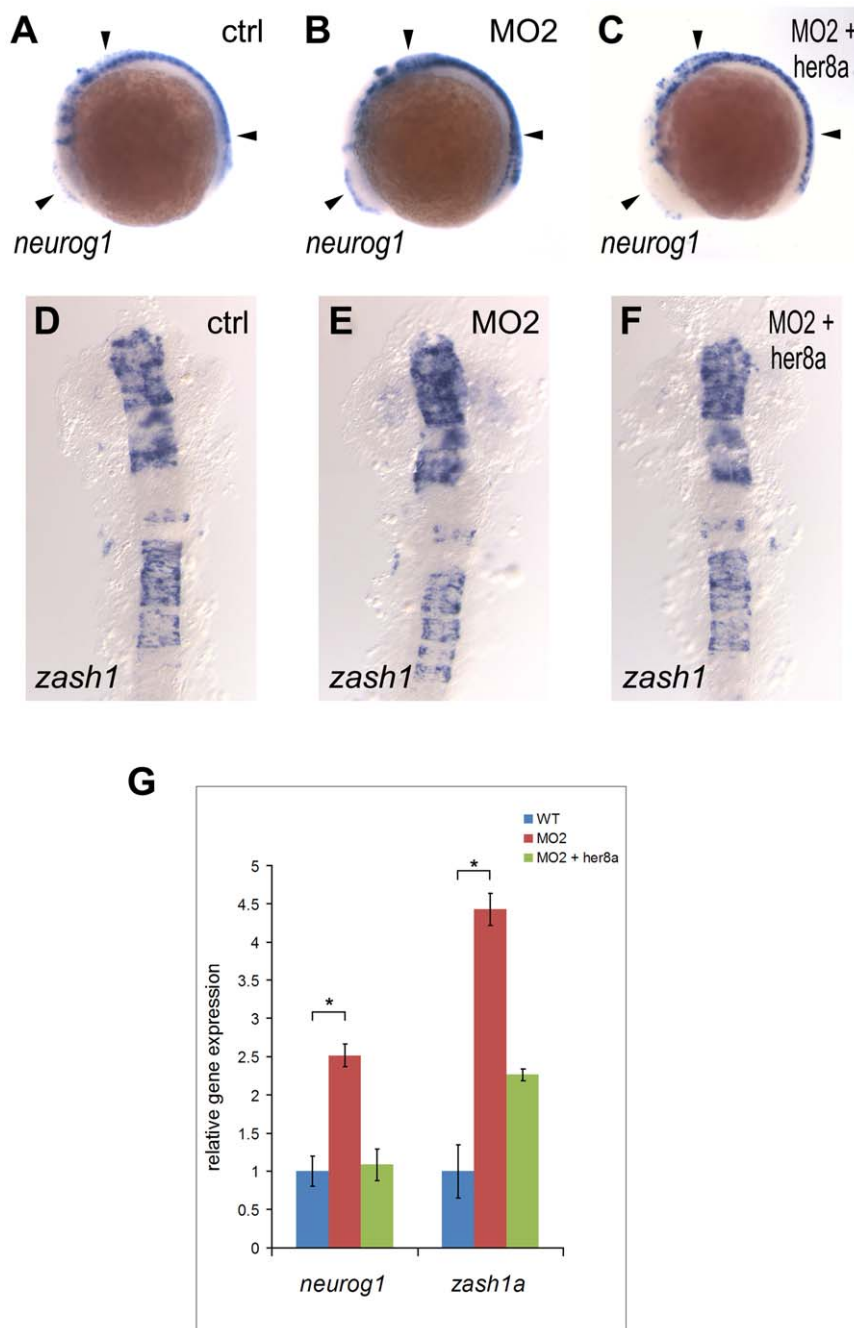 A
ctrl
neurog1
B
MO2
neurog1
C
MO2 +
her8a
neurog1
D
ctrl
zash1
E
MO2
zash1
F
MO2 +
her8a
zash1
G
WT
MO2
MO2 + her8a
relative gene expression
5
4.5
4
3.5
3
2.5
2
1.5
1
0.5
0
*
*
neurog1
zash1a